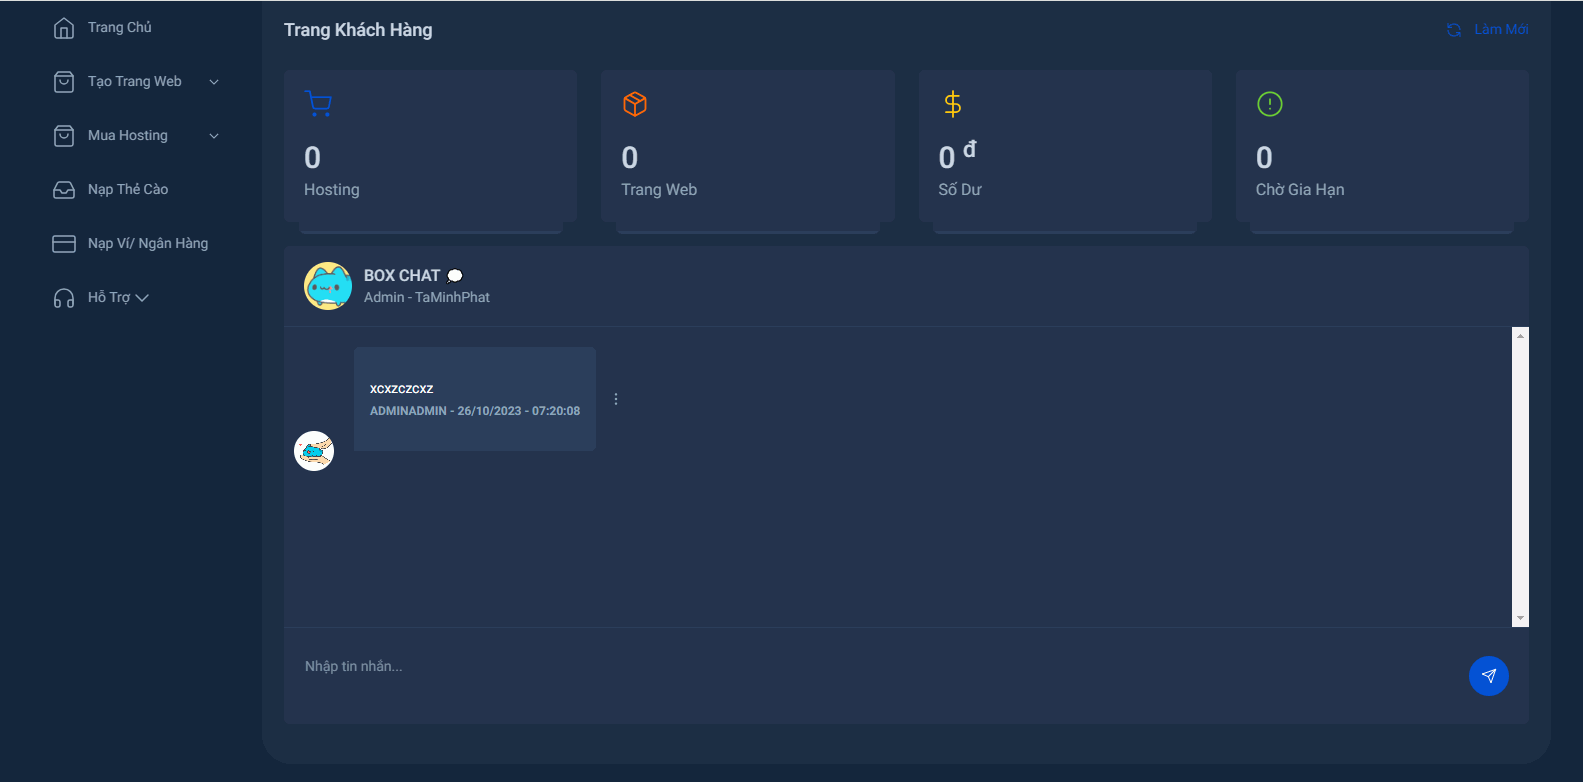 Trang Chủ
Tạo Trang Web
Mua Hosting
Nạp Thẻ Cào
Nạp Ví/ Ngân Hàng
Hỗ Trợ
Trang Khách Hàng
Làm Mới
0
Hosting
0
Trang Web
0 đ
Số Dư
0
Chờ Gia Hạn
BOX CHAT
Admin - TaMinhPhat
xcxzczcxz
ADMINADMIN - 26/10/2023 - 07:20:08
Nhập tin nhắn...